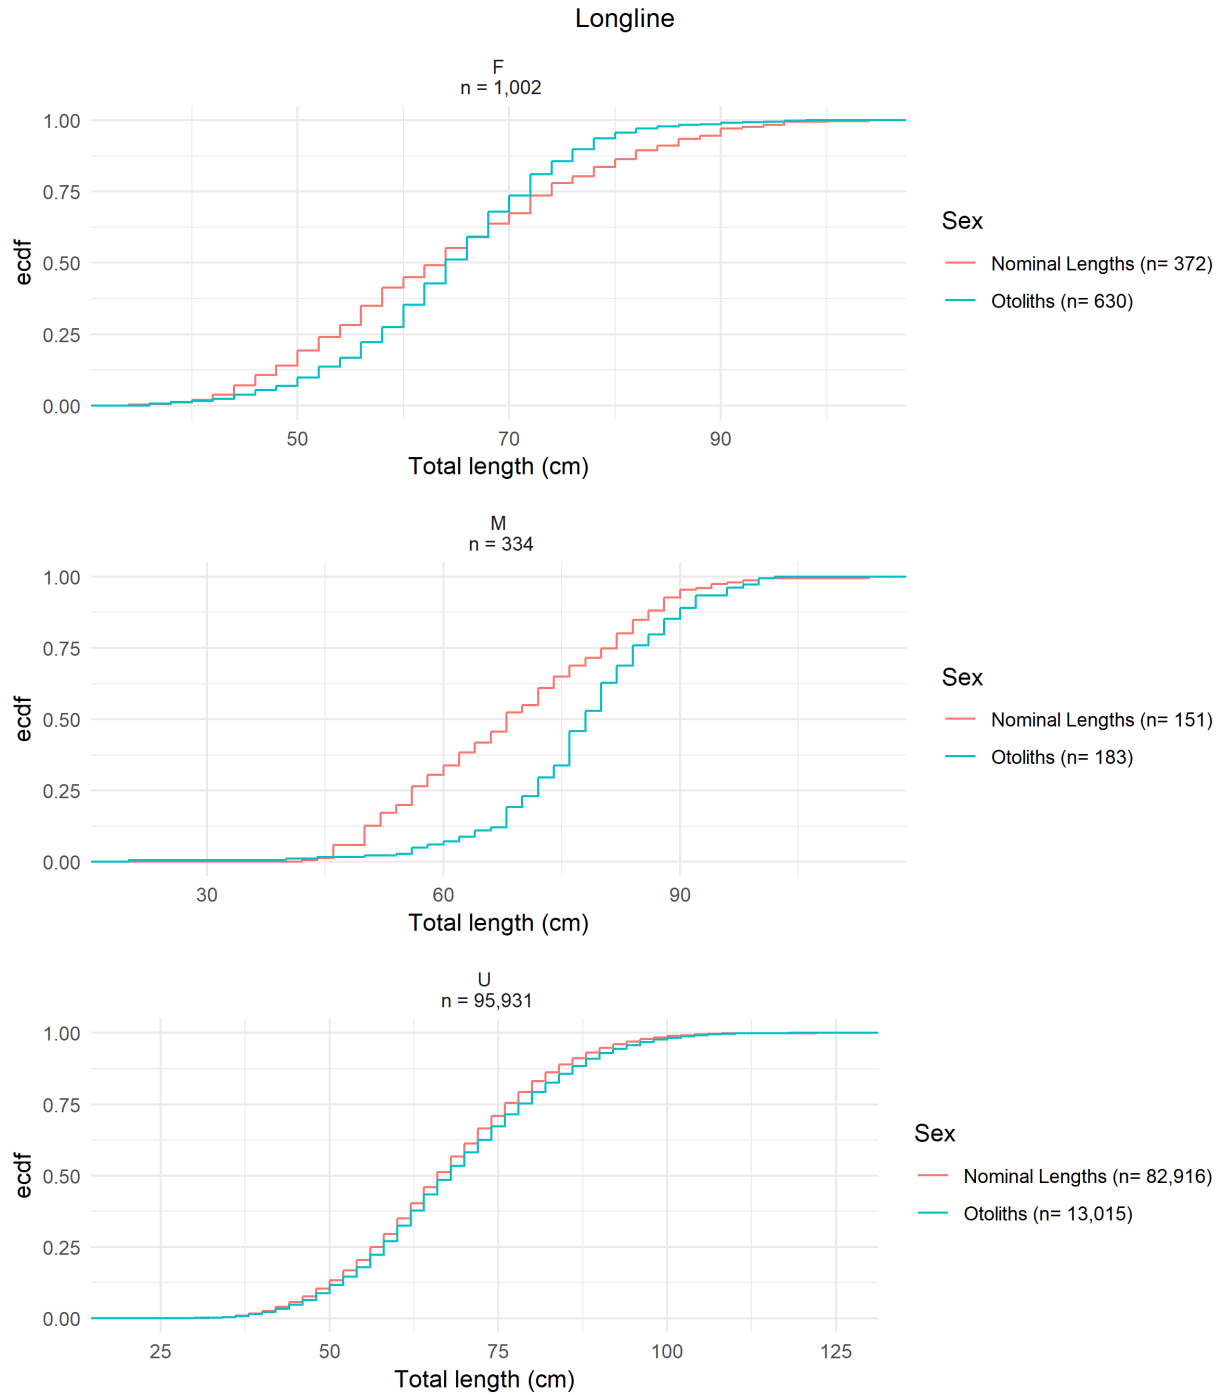 Longline
F
n = 1,002
1.00
0.75
0.50
0.25
0.00
ecdf
50 70 90
Total length (cm)
Sex
Nominal Lengths (n= 372)
Otoliths (n= 630)
M
n = 334
1.00
0.75
0.50
0.25
0.00
ecdf
30 60 90
Total length (cm)
Sex
Nominal Lengths (n= 151)
Otoliths (n= 183)
U
n = 95,931
1.00
0.75
0.50
0.25
0.00
ecdf
25 50 75 100 125
Total length (cm)
Sex
Nominal Lengths (n= 82,916)
Otoliths (n= 13,015)